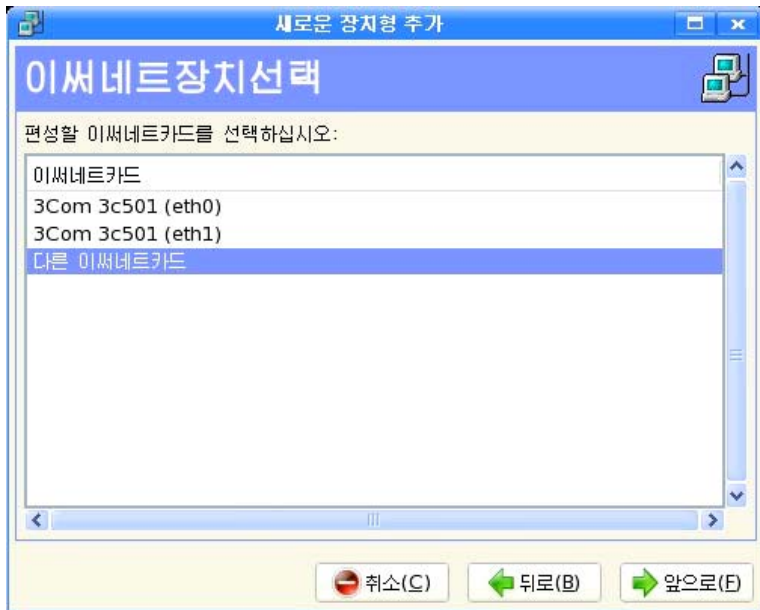 새로운 장치형 추가
이써네트장치선택
편성할 이써네트카드를 선택하십시오:
이써네트카드
3Com 3c501 (eth0)
3Com 3c501 (eth1)
다른 이써네트카드
취소(C) 뒤로(B) 앞으로(F)